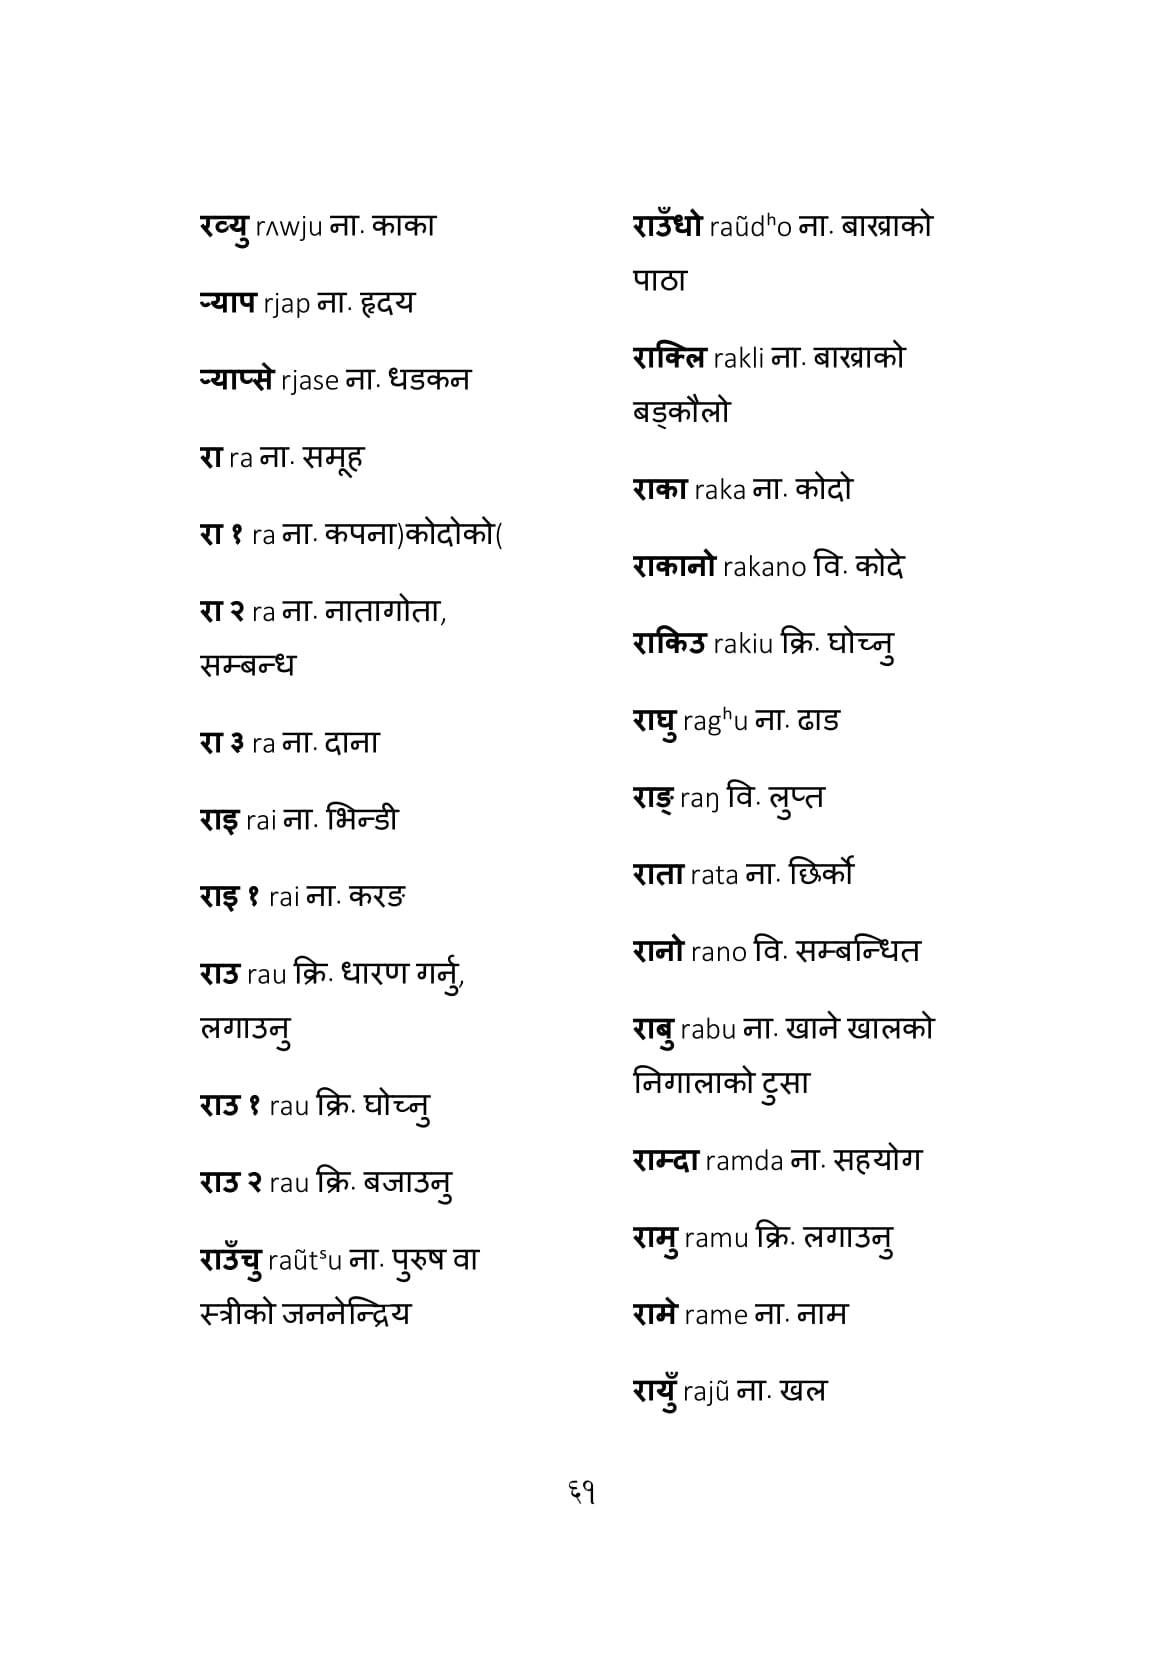 रव्यु rʌwju ना. काका
ऱ्याप rjap ना. हृदय
ऱ्याप्से rjase ना. धडकन
रा ra ना. समूह
रा १ ra ना. कपना)कोदोको(
रा २ ra ना. नातागोता,
सम्बन्ध
रा ३ ra ना. दाना
राइ rai ना. भिन्डी
राइ १ rai ना. करङ
राउ rau क्रि. धारण गर्नु,
लगाउनु
राउ १ rau क्रि. घोच्नु
राउ २ rau क्रि. बजाउनु
राउँचु raũtˢu ना. पुरुष वा
स्त्रीको जननेन्द्रिय
राउँधो raũdʰo ना. बाख्राको
पाठा
राक्लि rakli ना. बाख्राको
बड्कौलो
राका raka ना. कोदो
राकानो rakano वि. कोदे
राकिउ rakiu क्रि. घोच्नु
राघु ragʰu ना. ढाड
राङ् raŋ वि. लुप्त
राता rata ना. छिर्को
रानो rano वि. सम्बन्धित
राबु rabu ना. खाने खालको
निगालाको टुसा
राम्दा ramda ना. सहयोग
रामु ramu क्रि. लगाउनु
रामे rame ना. नाम
रायुँ rajũ ना. खल
६१